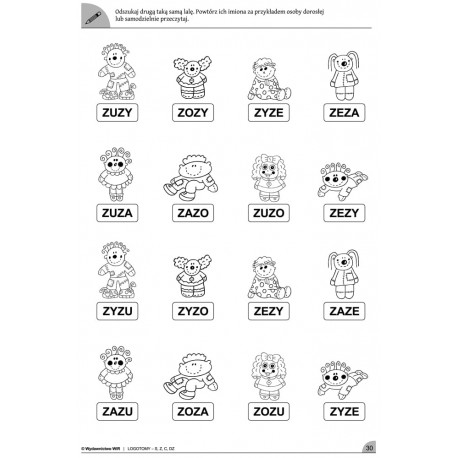 Odszukaj drugą taką samą lalę. Powtórz ich imiona za przykładem osoby dorosłej
lub samodzielnie przeczytaj.
ZUZY ZOZY ZYZE ZEZA
ZUZA ZAZO ZUZO ZEZY
ZYZU ZYZO ZEZY ZAZE
ZAZU ZOZA ZOZU ZYZE
© Wydawnictwo WiR | LOGOTOMY – S, Z, C, DZ
30